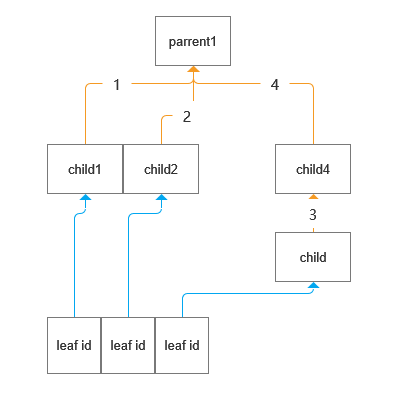 parrent1
1
4
2
child1
child2
child4
3
child
leaf id
leaf id
leaf id